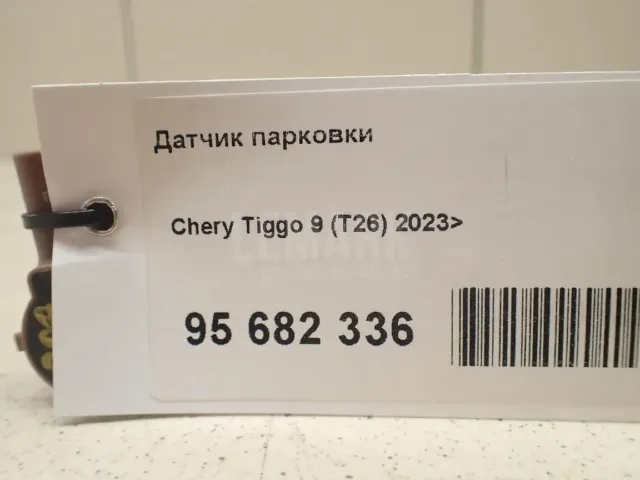 Датчик парковки
Chery Tiggo 9 (T26) 2023>
95 682 336